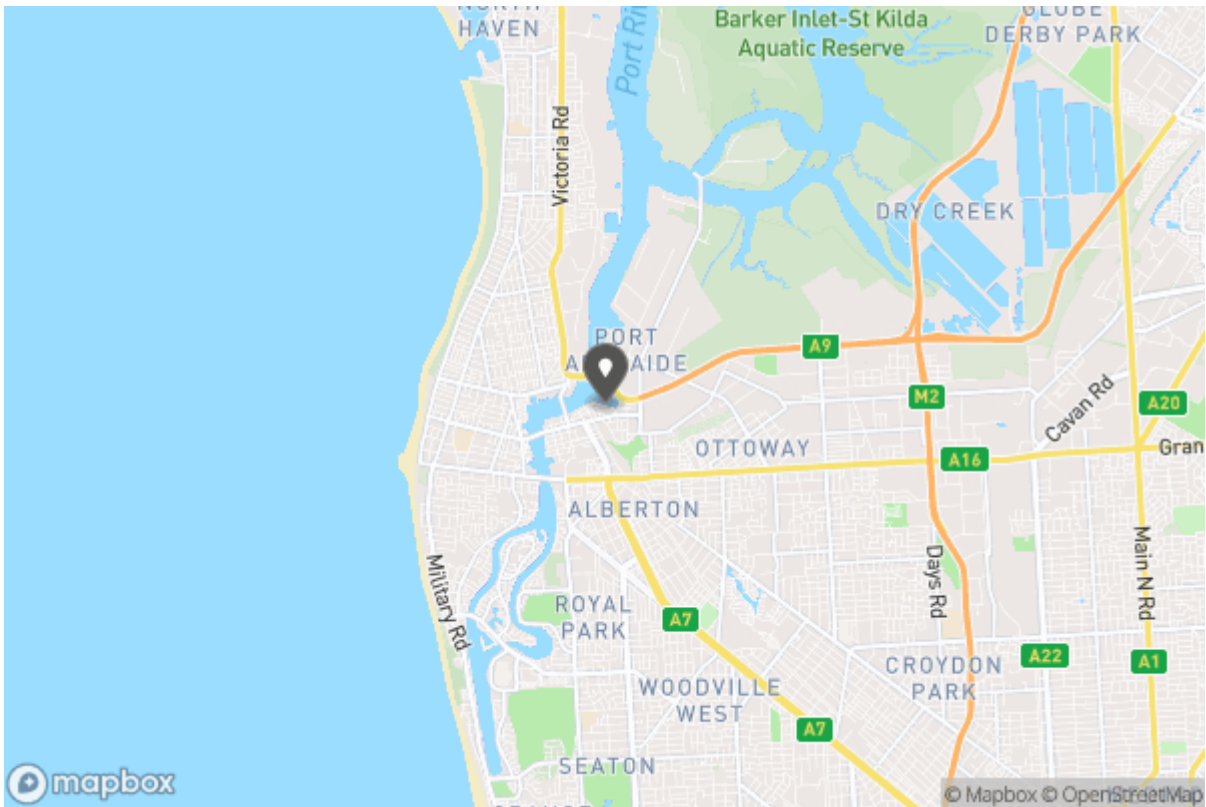 NORTH
HAVEN
Barker Inlet-St Kilda
Aquatic Reserve
GLOBE
DERBY PARK
Port River
Victoria Rd
DRY CREEK
PORT
A9
M2
Cavan Rd
A20
OTTOWAY
A16
ALBERTON
Military Rd
Days Rd
Main N Rd
ROYAL
PARK
A7
CROYDON
PARK
A22
A1
WOODVILLE
WEST
A7
SEATON
mapbox
© Mapbox © OpenStreetMap